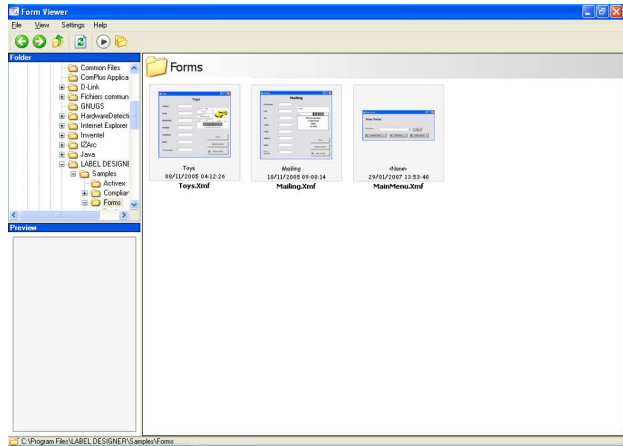 Form Viewer
File View Settings Help
Folder
Common Files
ComPlus Applica
D-Link
Fichiers commun
GNUGS
HardwareDetecti
Internet Explorer
Inventel
IZArc
Java
LABEL DESIGNE
Samples
Activex
Complian
Forms
Preview
Forms
Toys
Toys
08/11/2005 04:12:26
Toys.Xmf
Mailing
Mailing
10/11/2005 09:00:14
Mailing.Xmf
<None>
29/01/2007 13:53:40
MainMenu.Xmf
C:\Program Files\LABEL DESIGNER\Samples\Forms